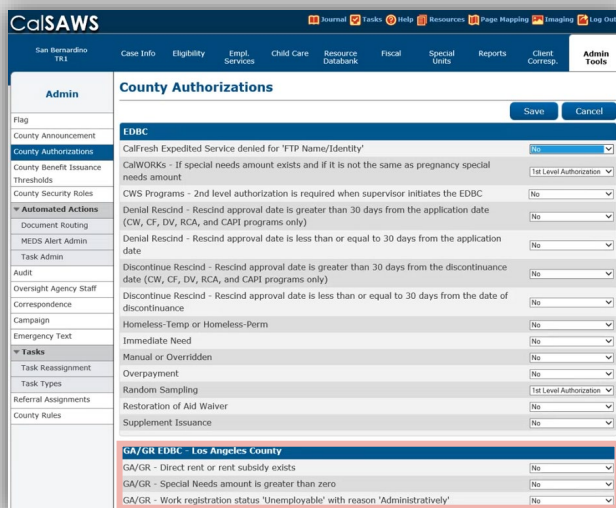 CalSAWS
Journal Tasks Help Resources Page Mapping Imaging Log Out
San Bernardino
TR1
Case Info
Eligibility
Empl.
Services
Child Care
Resource
Databank
Fiscal
Special
Units
Reports
Client
Corresp.
Admin
Tools
Admin
Flag
County Announcement
County Authorizations
County Benefit Issuance
Thresholds
County Security Roles
Automated Actions
Document Routing
MEDS Alert Admin
Task Admin
Audit
Oversight Agency Staff
Correspondence
Campaign
Emergency Text
Tasks
Task Reassignment
Task Types
Referral Assignments
County Rules
County Authorizations
Save Cancel
EDBC
CalFresh Expedited Service denied for 'FTP Name/Identity' No
CalWORKs - If special needs amount exists and if it is not the same as pregnancy special
needs amount 1st Level Authorization
CWS Programs - 2nd level authorization is required when supervisor initiates the EDBC No
Denial Rescind - Rescind approval date is greater than 30 days from the application date
(CW, CF, DV, RCA, and CAPI programs only) No
Denial Rescind - Rescind approval date is less than or equal to 30 days from the application
date No
Discontinue Rescind - Rescind approval date is greater than 30 days from the discontinuance
date (CW, CF, DV, RCA, and CAPI programs only) No
Discontinue Rescind - Rescind approval date is less than or equal to 30 days from the date of
discontinuance No
Homeless-Temp or Homeless-Perm No
Immediate Need No
Manual or Overridden No
Overpayment No
Random Sampling 1st Level Authorization
Restoration of Aid Waiver No
Supplement Issuance No
GA/GR EDBC - Los Angeles County
GA/GR - Direct rent or rent subsidy exists No
GA/GR - Special Needs amount is greater than zero No
GA/GR - Work registration status 'Unemployable' with reason 'Administratively' No